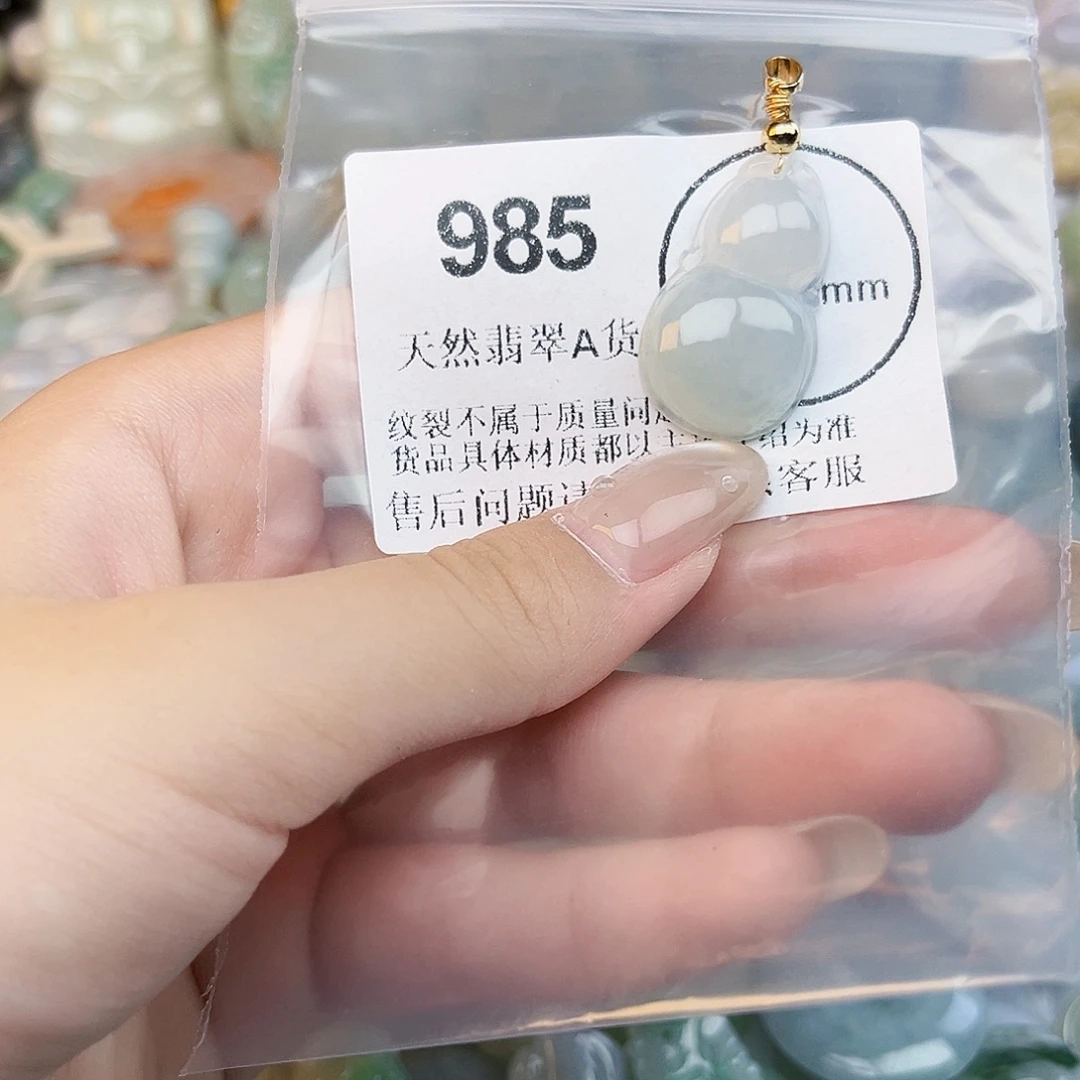 985
mm
天然翡翠A货
纹裂不属于质量问
货品具体材质都以 绍为准
售后问题 客服